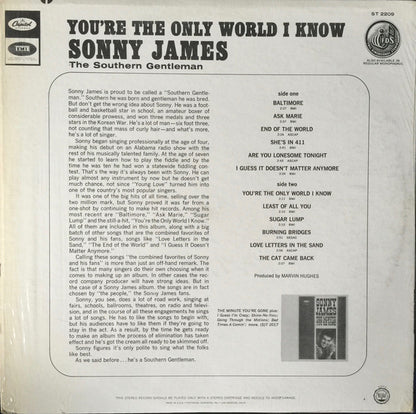 ST 2209
YOU'RE THE ONLY WORLD I KNOW
SONNY JAMES
The Southern Gentleman
Capitol
EMI
ALSO AVAILABLE IN
REGULAR MONOPHONIC
Sonny James is proud to be called a "Southern Gentle-
man." Southern he was born and gentleman he was bred.
But don't get the wrong idea about Sonny. He was a foot-
ball and basketball star in school, an amateur boxer of
considerable prowess, and won three medals and three
stars in the Korean War. He's a lot of man—six foot three,
not counting that mass of curly hair—and what's more,
he's a lot of singer.
Sonny began singing professionally at the age of four,
making his debut on an Alabama radio show with the
rest of his musically talented family. At the age of seven
he started to learn how to play the fiddle and by the
time he was ten he had won a state-wide fiddling con-
test. That's the way it's always been with Sonny. He can
play almost any instrument by now but he doesn't get
much chance, not since "Young Love" turned him into
one of the country's most popular singers.
It was one of the big hits of all time, selling over the
two million mark, but Sonny proved it was far from a
one-shot by continuing to make hit records. Among his
most recent are "Baltimore," "Ask Marie," "Sugar
Lump" and the still-a-hit, "You're the Only World I Know."
All of them are included in this album, along with a big
batch of other songs that are the combined favorites of
Sonny and his fans, songs like "Love Letters in the
Sand," "The End of the World" and "I Guess It Doesn't
Matter Anymore."
Calling these songs "the combined favorites of Sonny
and his fans" is more than just an off-hand remark. The
fact is that many singers do their own choosing when it
comes to making up an album. In other cases the re-
cord company producer will have strong ideas. But in
the case of a Sonny James album, the songs are in fact
chosen by "the people," the fans, themselves.
Sonny, you see, does a lot of road work, singing at
fairs, schools, ballrooms, theatres, on radio and televi-
sion, and in the course of all these engagements he sings
a lot of songs. He has to like the songs to begin with,
but his audiences have to like them if they're going to
stay in the act. As a result, by the time he gets ready
to make an album the process of elimination has taken
effect and he's got the cream all ready to be skimmed off.
Sonny figures it's only polite to sing what the folks
like best.
As we said before . . . he's a Southern Gentleman.
side one
BALTIMORE
ASK MARIE
END OF THE WORLD
SHE'S IN 411
ARE YOU LONESOME TONIGHT
I GUESS IT DOESN'T MATTER ANYMORE
side two
YOU'RE THE ONLY WORLD I KNOW
LEAST OF ALL YOU
SUGAR LUMP
BURNING BRIDGES
LOVE LETTERS IN THE SAND
THE CAT CAME BACK
Produced by MARVIN HUGHES
THE MINUTE YOU'RE GONE plus:
SONNY
JAMES